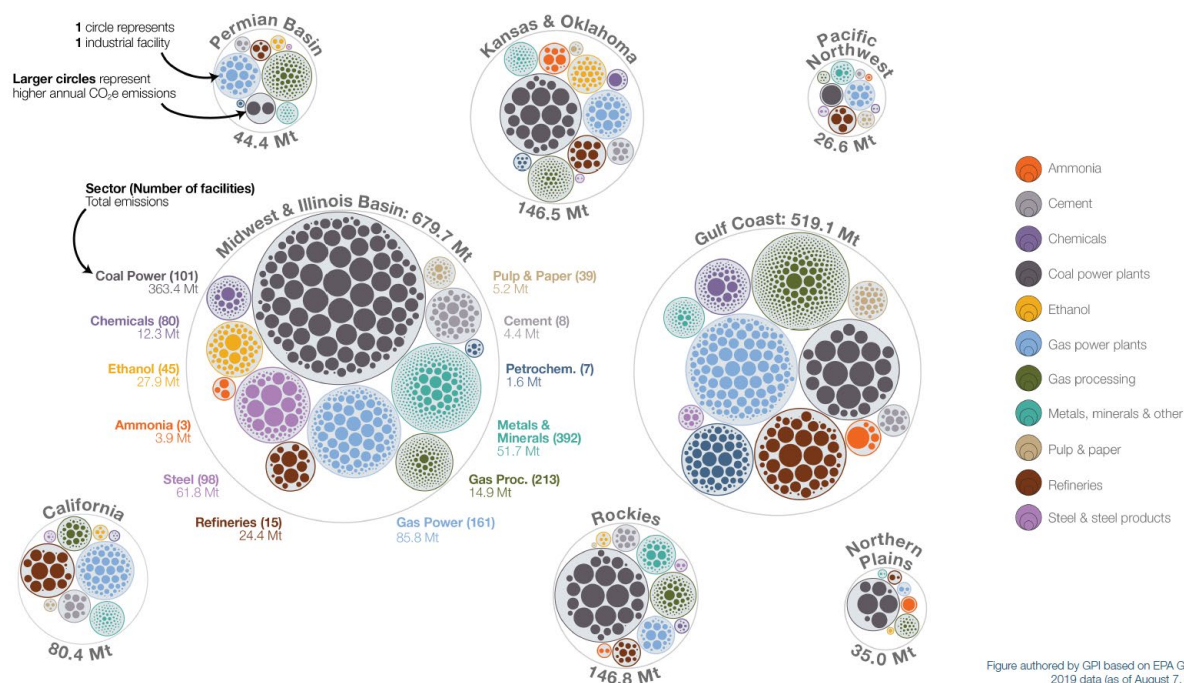 1 circle represents
1 industrial facility
Larger circles represent
higher annual CO₂e emissions
Permian Basin
44.4 Mt
Kansas & Oklahoma
146.5 Mt
Pacific
Northwest
26.6 Mt
Sector (Number of facilities)
Total emissions
Midwest & Illinois Basin: 679.7 Mt
Coal Power (101)
363.4 Mt
Chemicals (80)
12.3 Mt
Ethanol (45)
27.9 Mt
Ammonia (3)
3.9 Mt
Steel (98)
61.8 Mt
Refineries (15)
24.4 Mt
Pulp & Paper (39)
5.2 Mt
Cement (8)
4.4 Mt
Petrochem. (7)
1.6 Mt
Metals &
Minerals (392)
51.7 Mt
Gas Proc. (213)
14.9 Mt
Gas Power (161)
85.8 Mt
Gulf Coast: 519.1 Mt
California
80.4 Mt
Rockies
146.8 Mt
Northern
Plains
35.0 Mt
Ammonia
Cement
Chemicals
Coal power plants
Ethanol
Gas power plants
Gas processing
Metals, minerals & other
Pulp & paper
Refineries
Steel & steel products
Figure authored by GPI based on EPA G
2019 data (as of August 7,